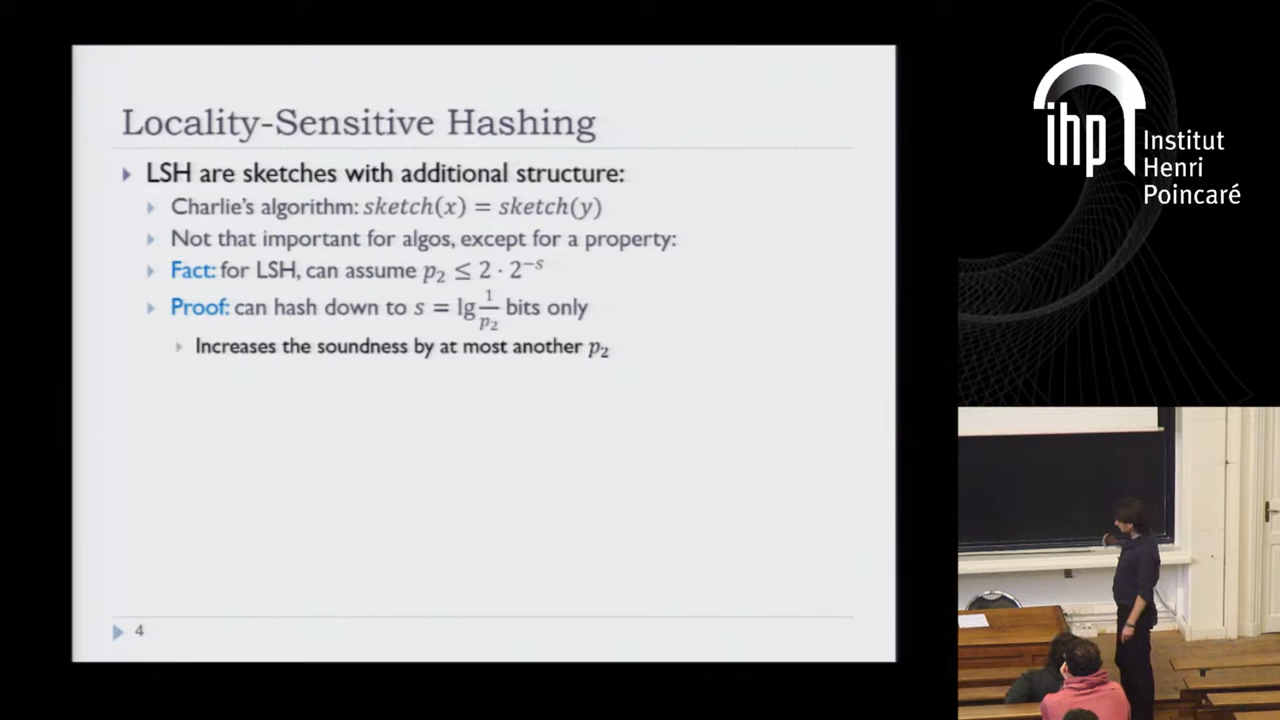 Locality-Sensitive Hashing
LSH are sketches with additional structure:
Charlie's algorithm: sketch(x) = sketch(y)
Not that important for algos, except for a property:
Fact: for LSH, can assume p₂ ≤ 2 · 2⁻ˢ
Proof: can hash down to s = lg 1/p₂ bits only
Increases the soundness by at most another p₂
4
ihp
Institut
Henri
Poincaré